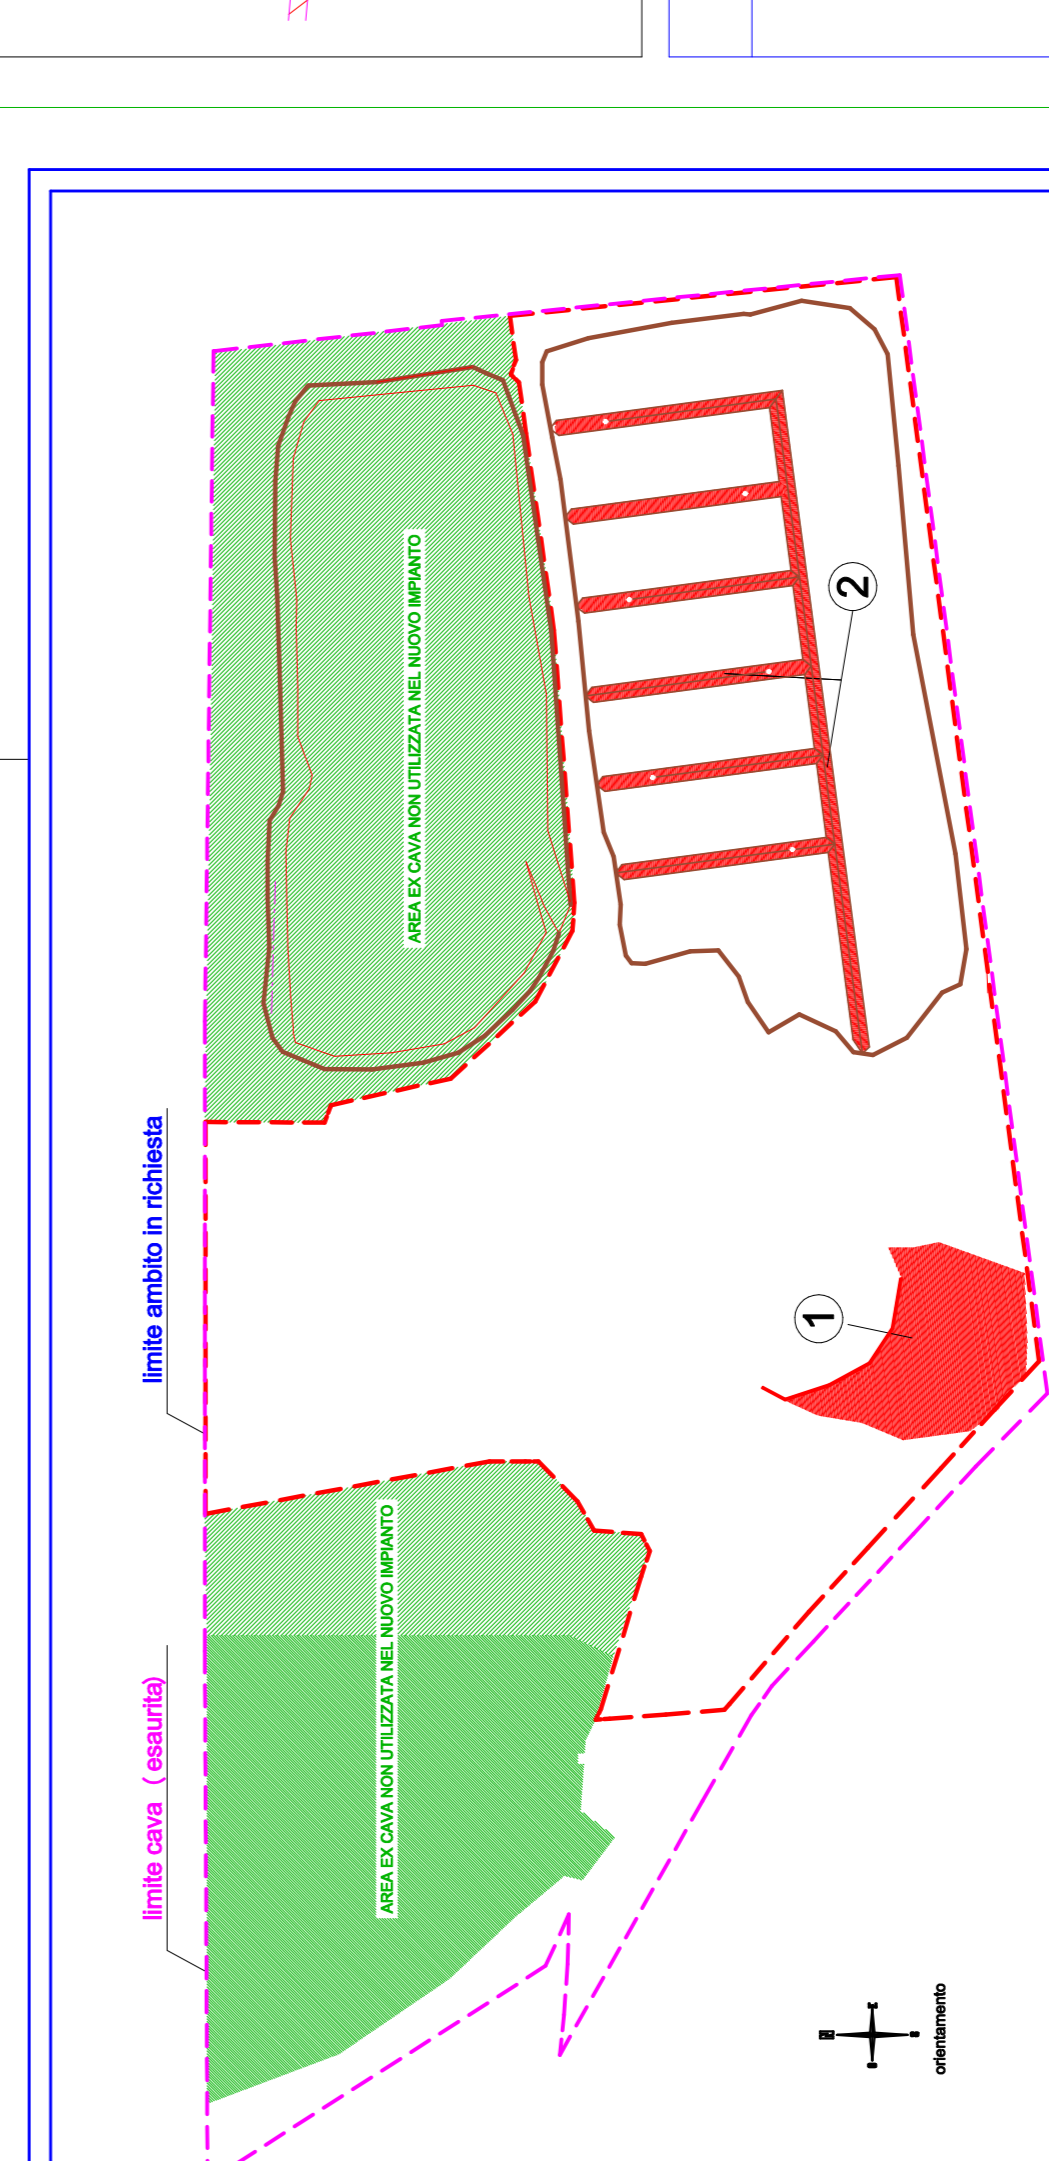 limite cava ( esaurita)
limite ambito in richiesta
AREA EX CAVA NON UTILIZZATA NEL NUOVO IMPIANTO
AREA EX CAVA NON UTILIZZATA NEL NUOVO IMPIANTO
1
2
orientamento